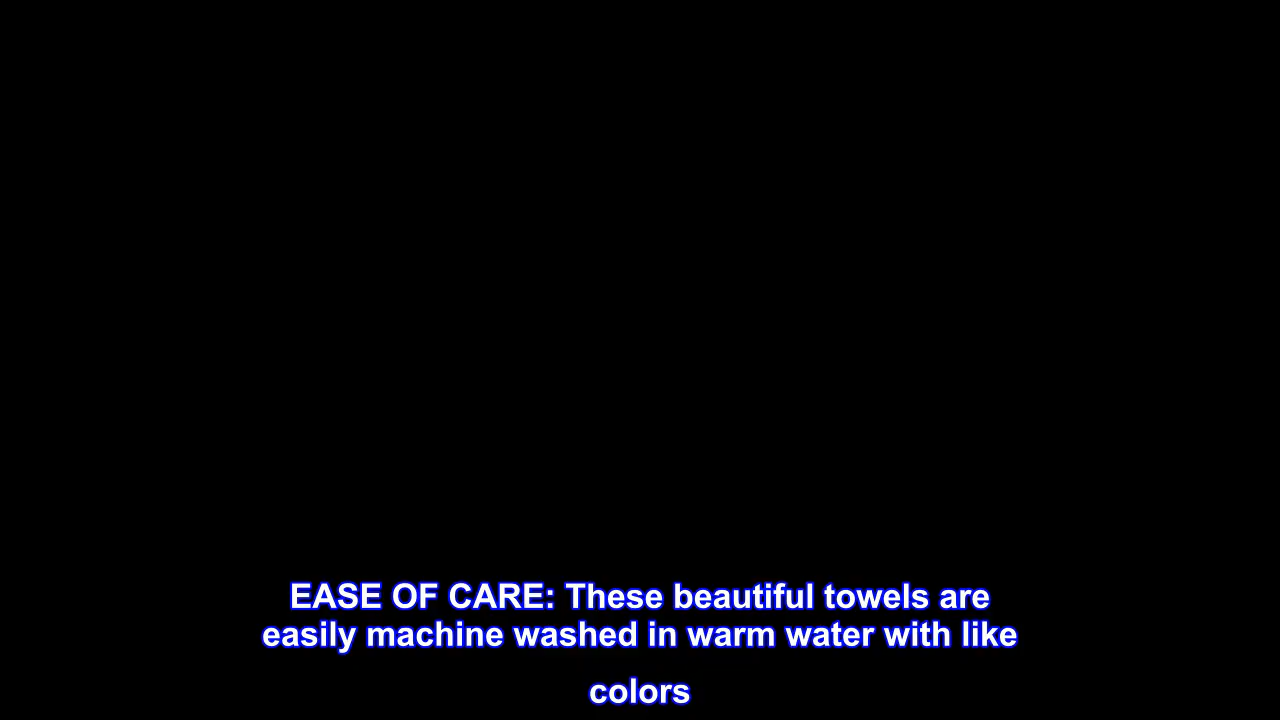 EASE OF CARE: These beautiful towels are
easily machine washed in warm water with like
colors